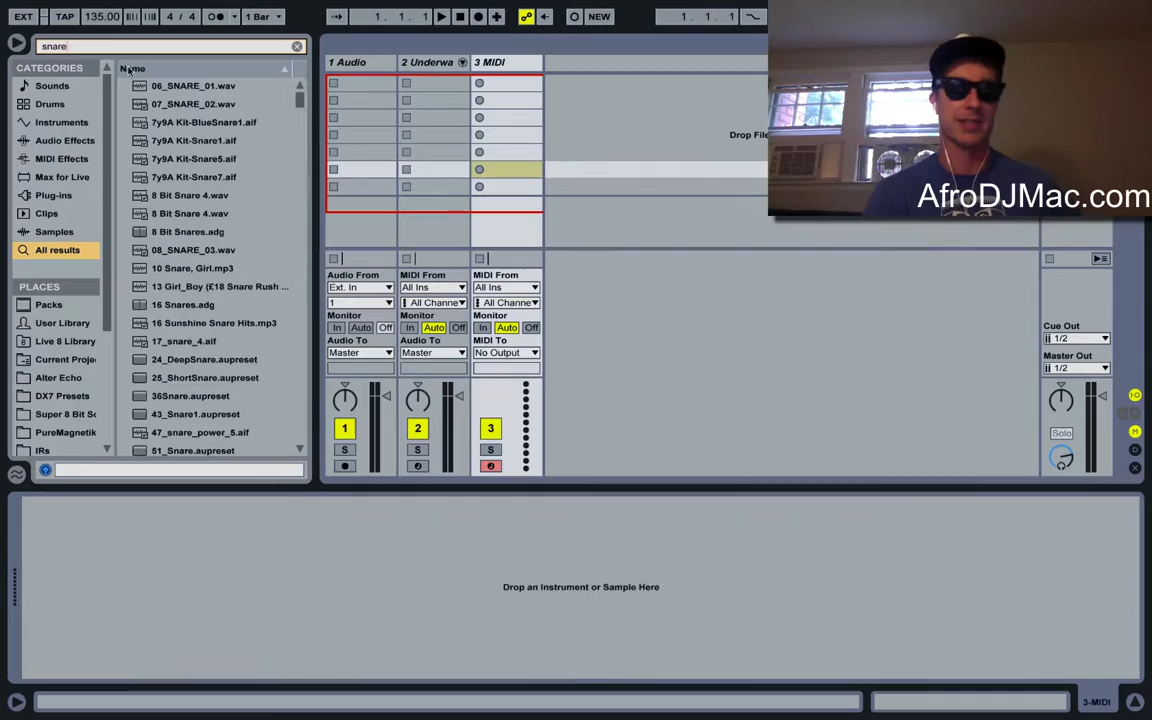 EXT TAP 135.00 4 / 4 1 Bar 1. 1. 1 NEW 1. 1. 1
snare
CATEGORIES
Sounds
Drums
Instruments
Audio Effects
MIDI Effects
Max for Live
Plug-ins
Clips
Samples
All results
PLACES
Packs
User Library
Live 8 Library
Current Proje
Alter Echo
DX7 Presets
Super 8 Bit Sc
PureMagnetik
IRs
Name
06_SNARE_01.wav
07_SNARE_02.wav
7y9A Kit-BlueSnare1.aif
7y9A Kit-Snare1.aif
7y9A Kit-Snare5.aif
7y9A Kit-Snare7.aif
8 Bit Snare 4.wav
8 Bit Snare 4.wav
8 Bit Snares.adg
08_SNARE_03.wav
10 Snare, Girl.mp3
13 Girl_Boy (£18 Snare Rush ...
16 Snares.adg
16 Sunshine Snare Hits.mp3
17_snare_4.aif
24_DeepSnare.aupreset
25_ShortSnare.aupreset
36Snare.aupreset
43_Snare1.aupreset
47_snare_power_5.aif
51_Snare.aupreset
1 Audio 2 Underwa 3 MIDI
Drop File
AfroDJMac.com
Audio From MIDI From MIDI From
Ext. In All Ins All Ins
1 All Channe All Channe
Monitor Monitor Monitor
In Auto Off In Auto Off In Auto Off
Audio To Audio To MIDI To
Master Master No Output
Cue Out
1/2
Master Out
1/2
1 2 3
S S S
Solo
Drop an Instrument or Sample Here
3-MIDI